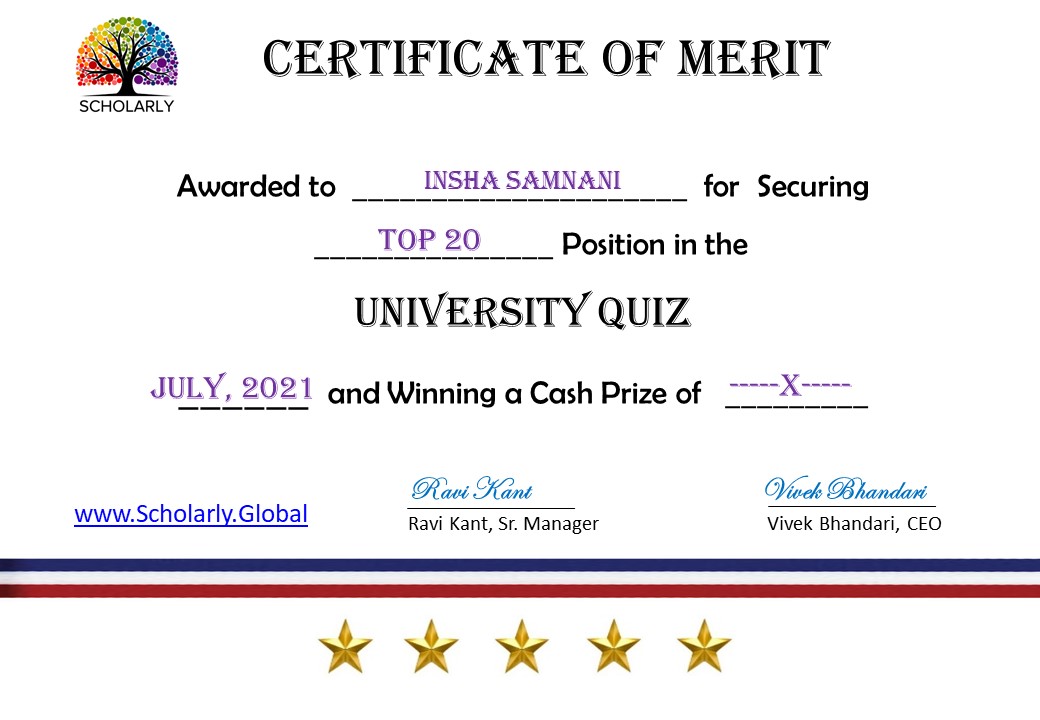 SCHOLARLY
CERTIFICATE OF MERIT
Awarded to INSHA SAMNANI for Securing
TOP 20 Position in the
UNIVERSITY QUIZ
JULY, 2021 and Winning a Cash Prize of -----X-----
Ravi Kant
Vivek Bhandari
www.Scholarly.Global
Ravi Kant, Sr. Manager
Vivek Bhandari, CEO